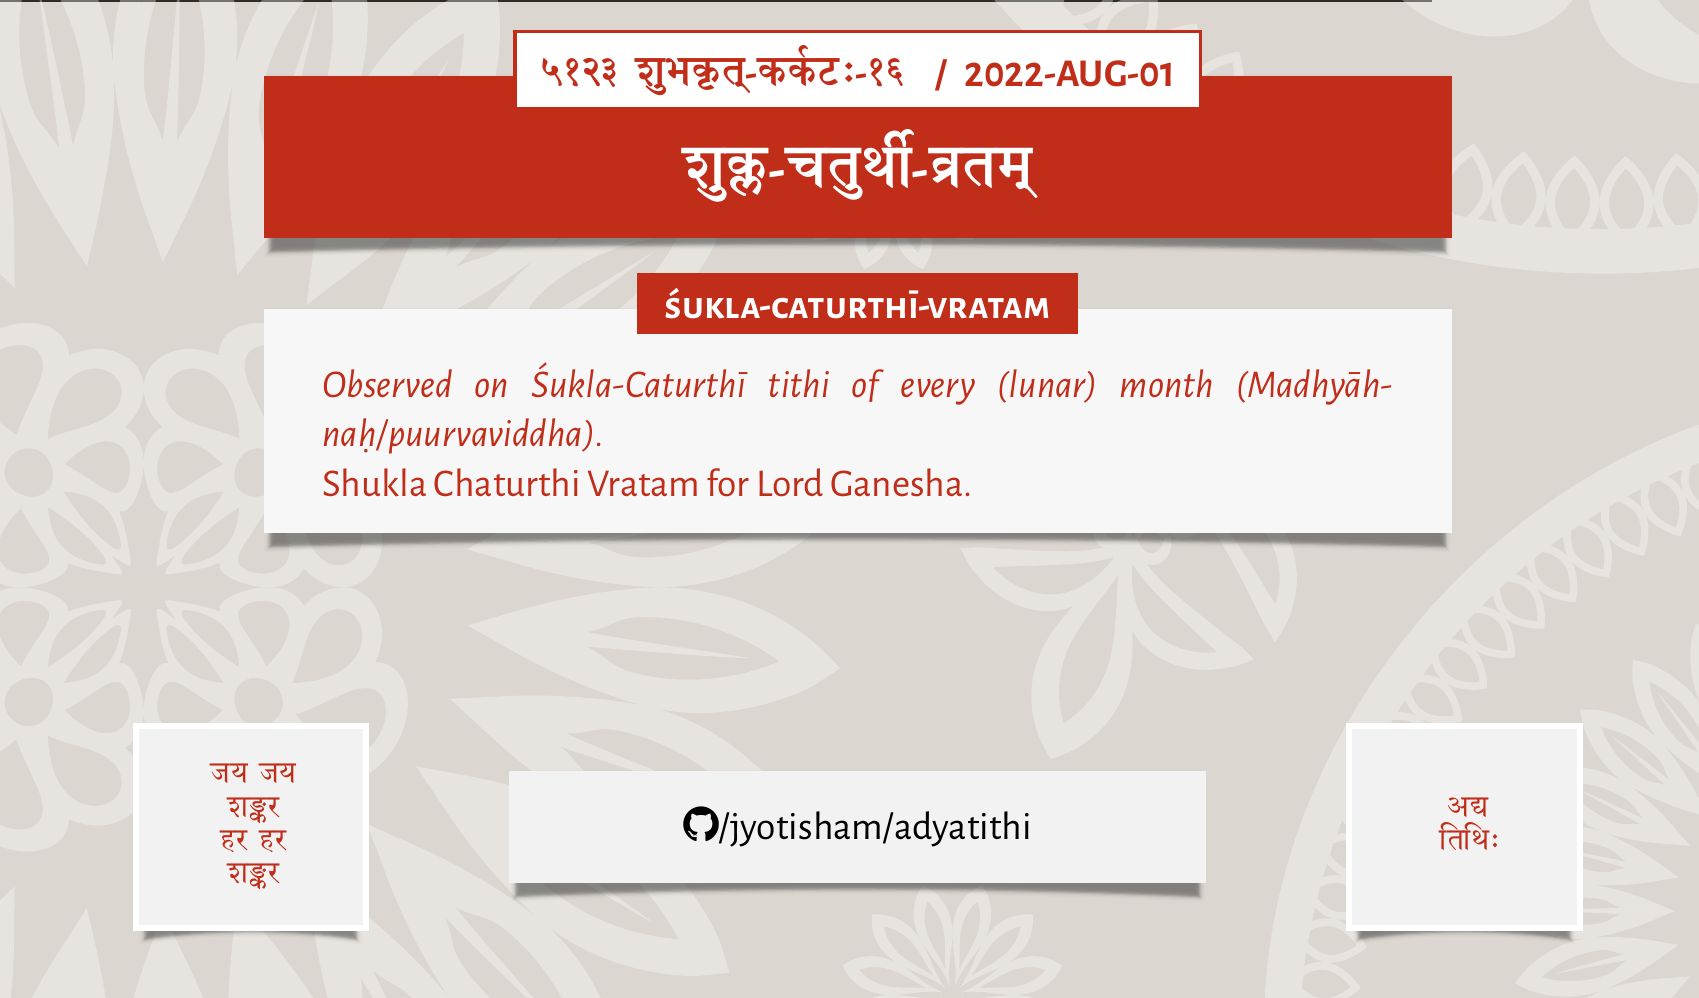 ५१२३ शुभकृत्-कर्कटः-१६ / 2022-AUG-01
शुक्ल-चतुर्थी-व्रतम्
ŚUKLA-CATURTHĪ-VRATAM
Observed on Śukla-Caturthī tithi of every (lunar) month (Madhyāh-
naḥ/puurvaviddha).
Shukla Chaturthi Vratam for Lord Ganesha.
जय जय
शङ्कर
हर हर
शङ्कर
/jyotisham/adyatithi
अद्य
तिथिः